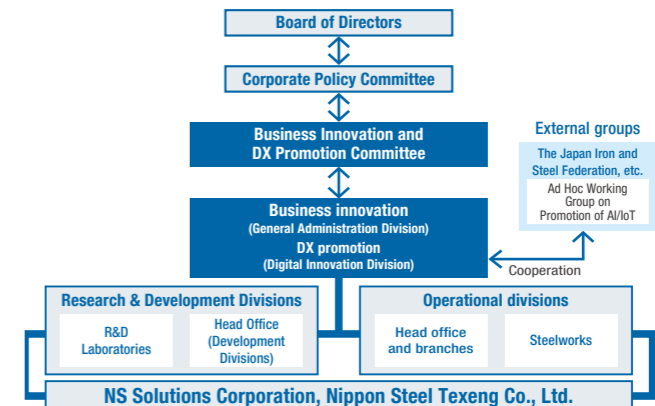 Board of Directors
Corporate Policy Committee
Business Innovation and
DX Promotion Committee
External groups
The Japan Iron and
Steel Federation, etc.
Ad Hoc Working
Group on
Promotion of AI/IoT
Business innovation
(General Administration Division)
DX promotion
(Digital Innovation Division)
Cooperation
Research & Development Divisions
R&D
Laboratories
Head Office
(Development
Divisions)
Operational divisions
Head office
and branches
Steelworks
NS Solutions Corporation, Nippon Steel Texeng Co., Ltd.